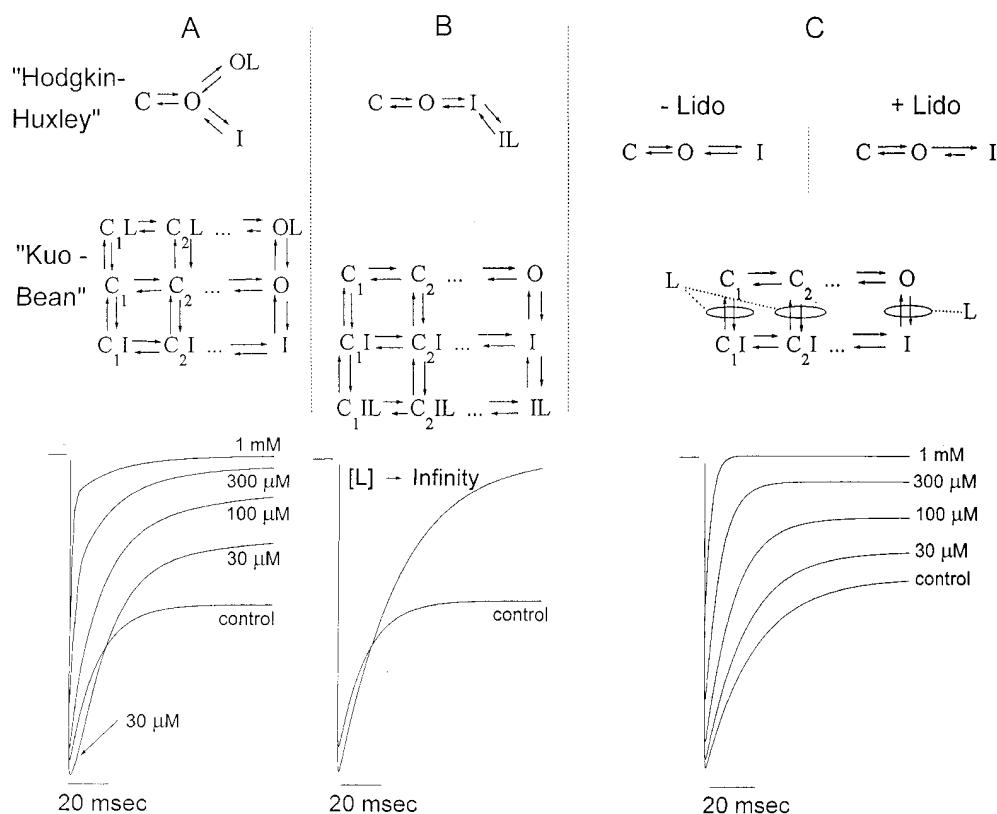 A
B
C
"Hodgkin-
Huxley"
C ⇌ O
OL
I
C ⇌ O ⇌ I
IL
- Lido
+ Lido
C ⇌ O ⇌ I
C ⇌ O ⇌ I
"Kuo -
Bean"
C₁L ⇌ C₂L ... ⇌ OL
C₁ ⇌ C₂ ... ⇌ O
C₁I ⇌ C₂I ... ⇌ I
C₁ ⇌ C₂ ... ⇌ O
C₁I ⇌ C₂I ... ⇌ I
C₁IL ⇌ C₂IL ... ⇌ IL
L
C₁ ⇌ C₂ ... O
L
C₁I ⇌ C₂I ... ⇌ I
1 mM
300 μM
100 μM
30 μM
control
30 μM
20 msec
[L] → Infinity
control
20 msec
1 mM
300 μM
100 μM
30 μM
control
20 msec